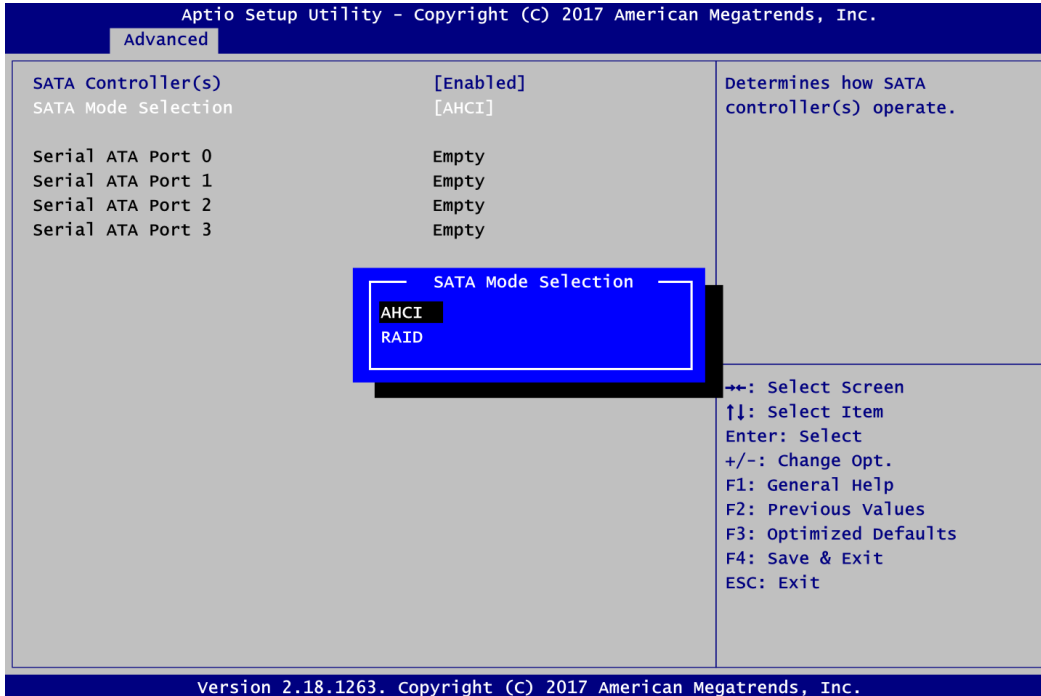 Aptio Setup Utility - Copyright (C) 2017 American Megatrends, Inc.
Advanced
SATA Controller(s) [Enabled]
SATA Mode Selection [AHCI]
Serial ATA Port 0 Empty
Serial ATA Port 1 Empty
Serial ATA Port 2 Empty
Serial ATA Port 3 Empty
SATA Mode Selection
AHCI
RAID
Determines how SATA
controller(s) operate.
→←: Select Screen
↑↓: Select Item
Enter: Select
+/-: Change Opt.
F1: General Help
F2: Previous Values
F3: Optimized Defaults
F4: Save & Exit
ESC: Exit
Version 2.18.1263. Copyright (C) 2017 American Megatrends, Inc.